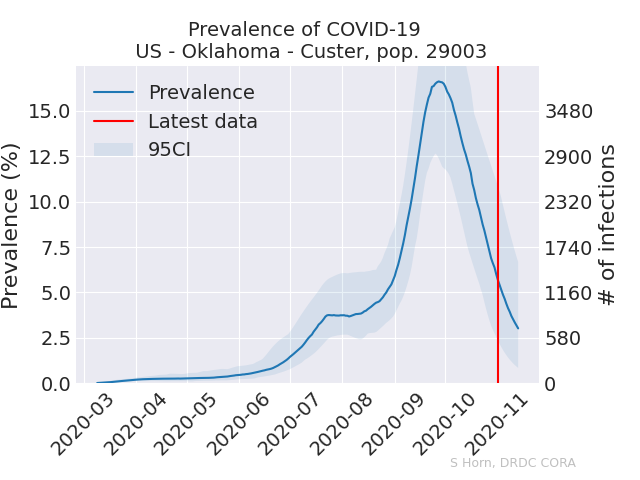 Prevalence of COVID-19
US - Oklahoma - Custer, pop. 29003
Prevalence
Latest data
95CI
Prevalence (%)
15.0
12.5
10.0
7.5
5.0
2.5
0.0
3480
2900
2320
1740
1160
580
0
# of infections
2020-03
2020-04
2020-05
2020-06
2020-07
2020-08
2020-09
2020-10
2020-11
S Horn, DRDC CORA